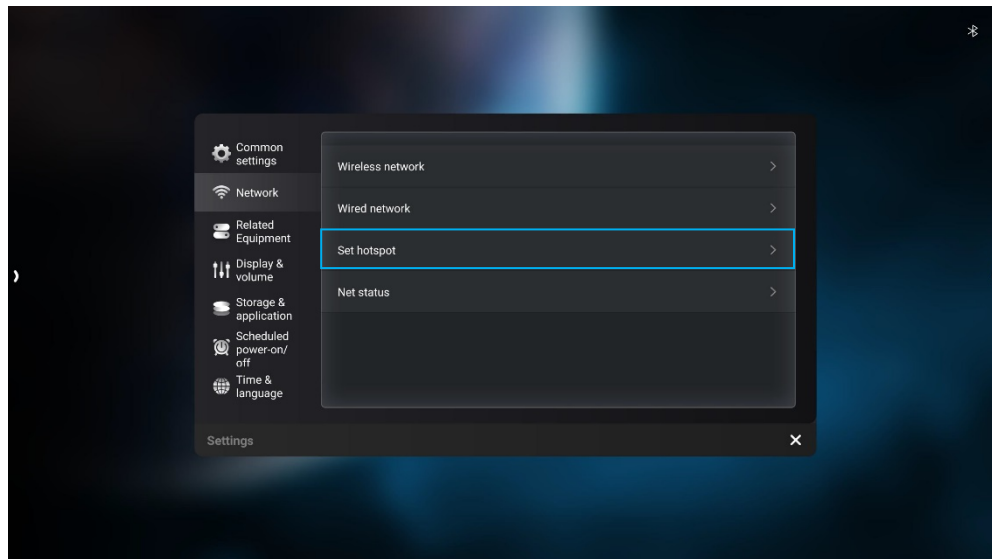 Common
settings
Network
Related
Equipment
Display &
volume
Storage &
application
Scheduled
power-on/
off
Time &
language
Wireless network
Wired network
Set hotspot
Net status
Settings